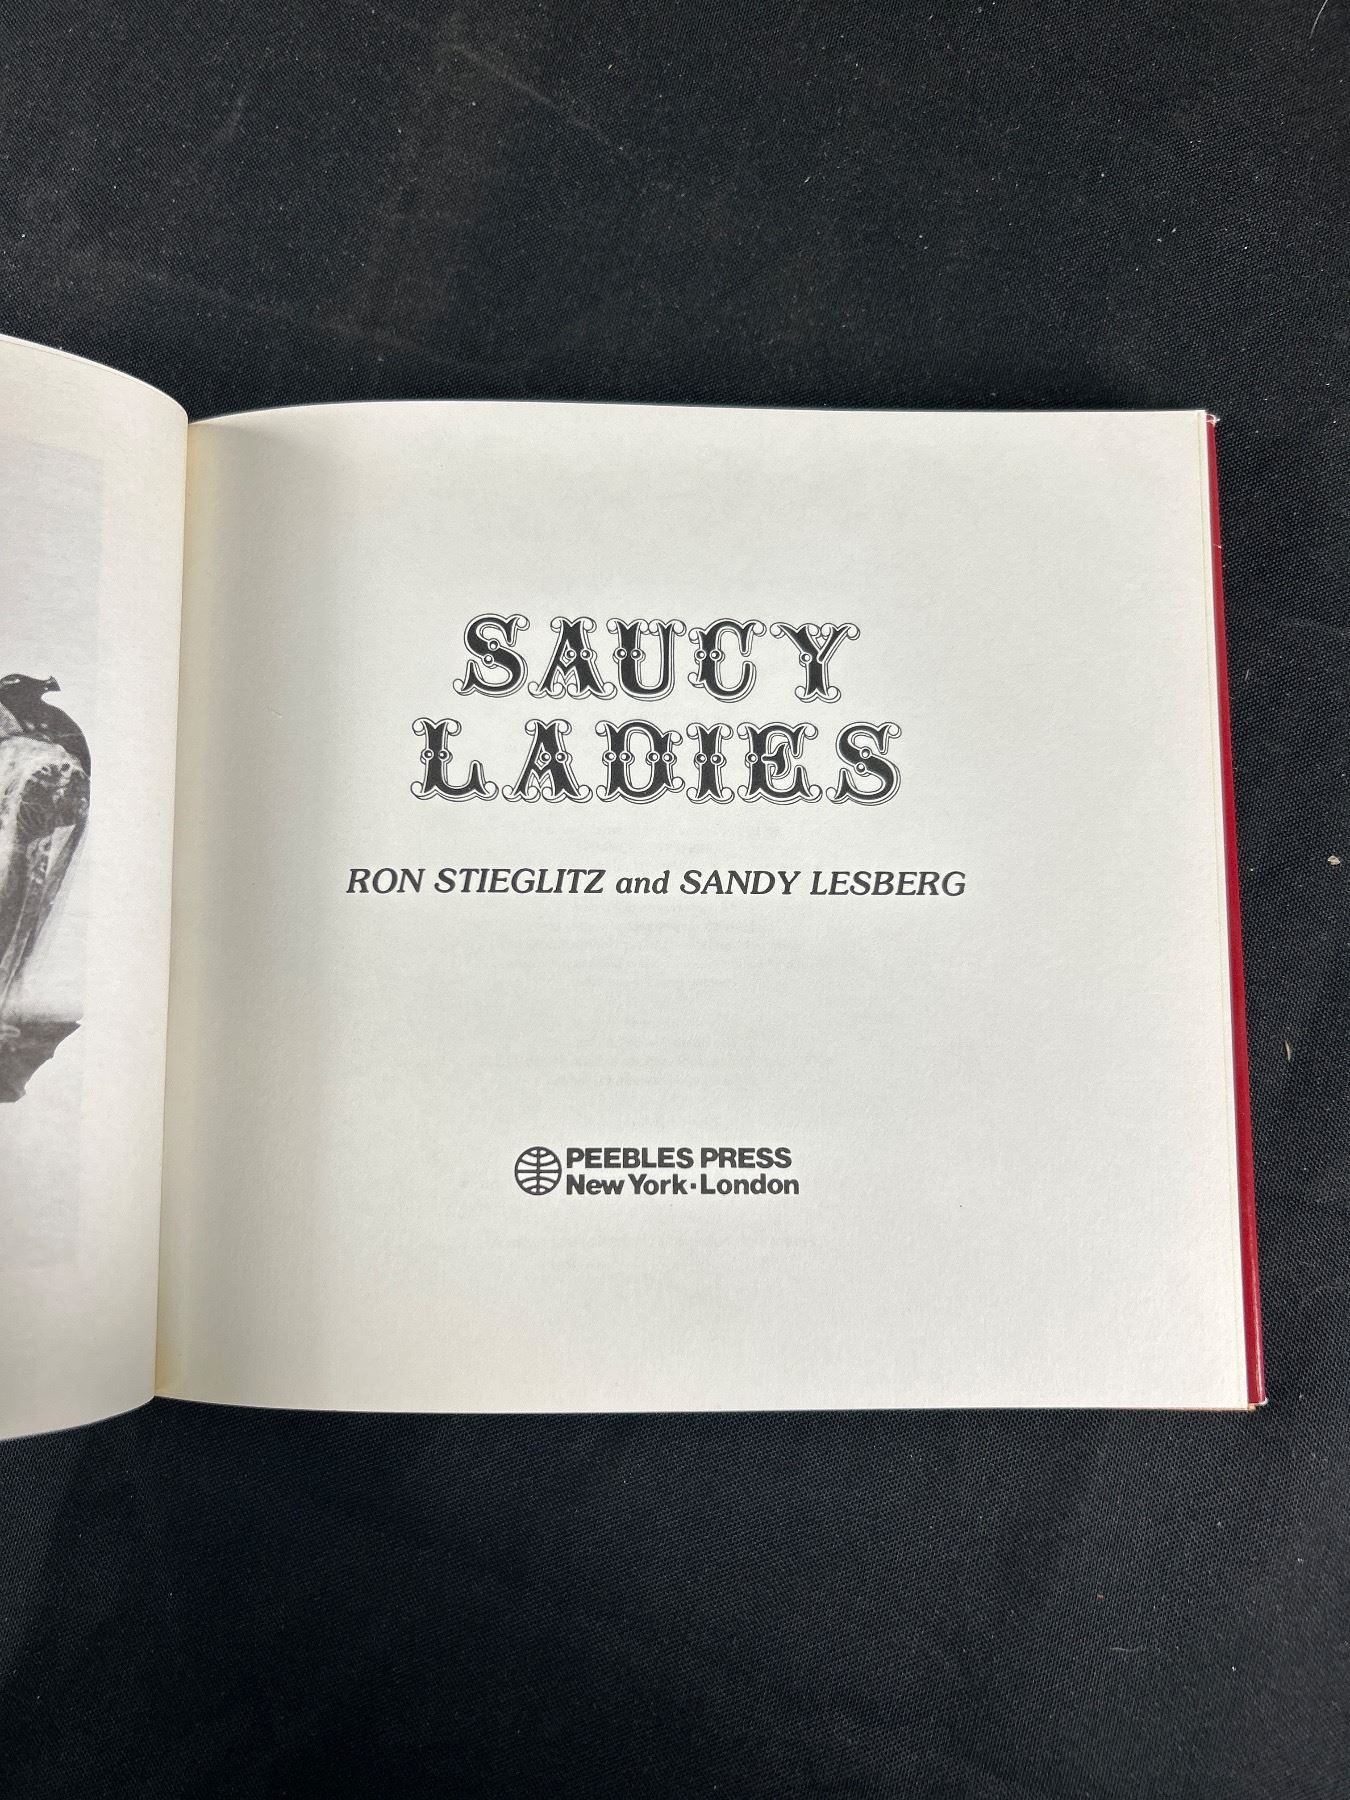 SAUCY
LADIES
RON STIEGLITZ and SANDY LESBERG
PEEBLES PRESS
New York·London